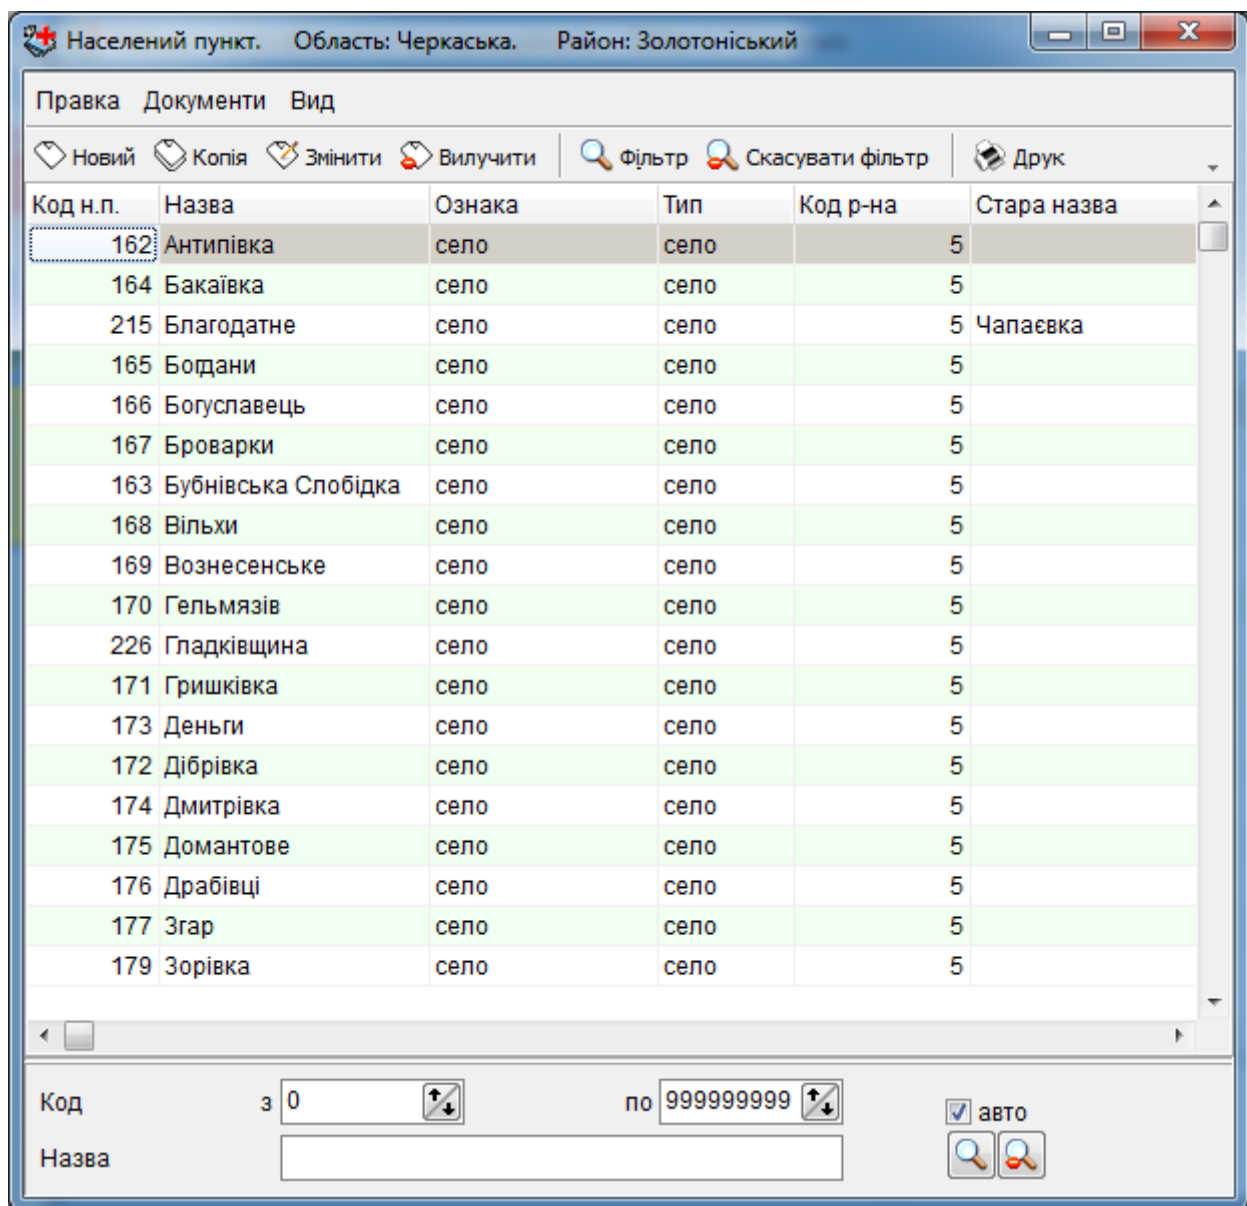 Населений пункт. Область: Черкаська. Район: Золотоніський
Правка Документи Вид
Новий Копія Змінити Вилучити Фільтр Скасувати фільтр Друк
Код н.п. Назва Ознака Тип Код р-на Стара назва
162 Антипівка село село 5
164 Бакаївка село село 5
215 Благодатне село село 5 Чапаєвка
165 Богдани село село 5
166 Богуславець село село 5
167 Броварки село село 5
163 Бубнівська Слобідка село село 5
168 Вільхи село село 5
169 Вознесенське село село 5
170 Гельмязів село село 5
226 Гладківщина село село 5
171 Гришківка село село 5
173 Деньги село село 5
172 Дібрівка село село 5
174 Дмитрівка село село 5
175 Домантове село село 5
176 Драбівці село село 5
177 Згар село село 5
179 Зорівка село село 5
Код з 0 по 999999999 авто
Назва